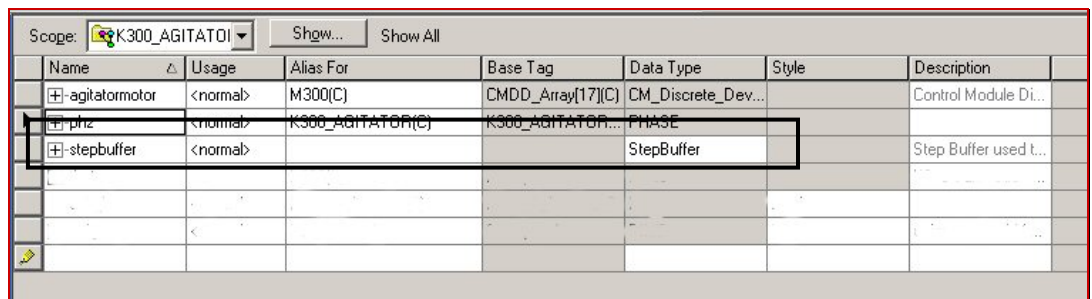 Scope: K300_AGITATOI Show... Show All
Name Usage Alias For Base Tag Data Type Style Description
agitatormotor <normal> M300(C) CMDD_Array[17](C) CM_Discrete_Dev... Control Module Di...
phz <normal> K300_AGITATOR(C) K300_AGITATOR... PHASE
stepbuffer <normal> StepBuffer Step Buffer used t...